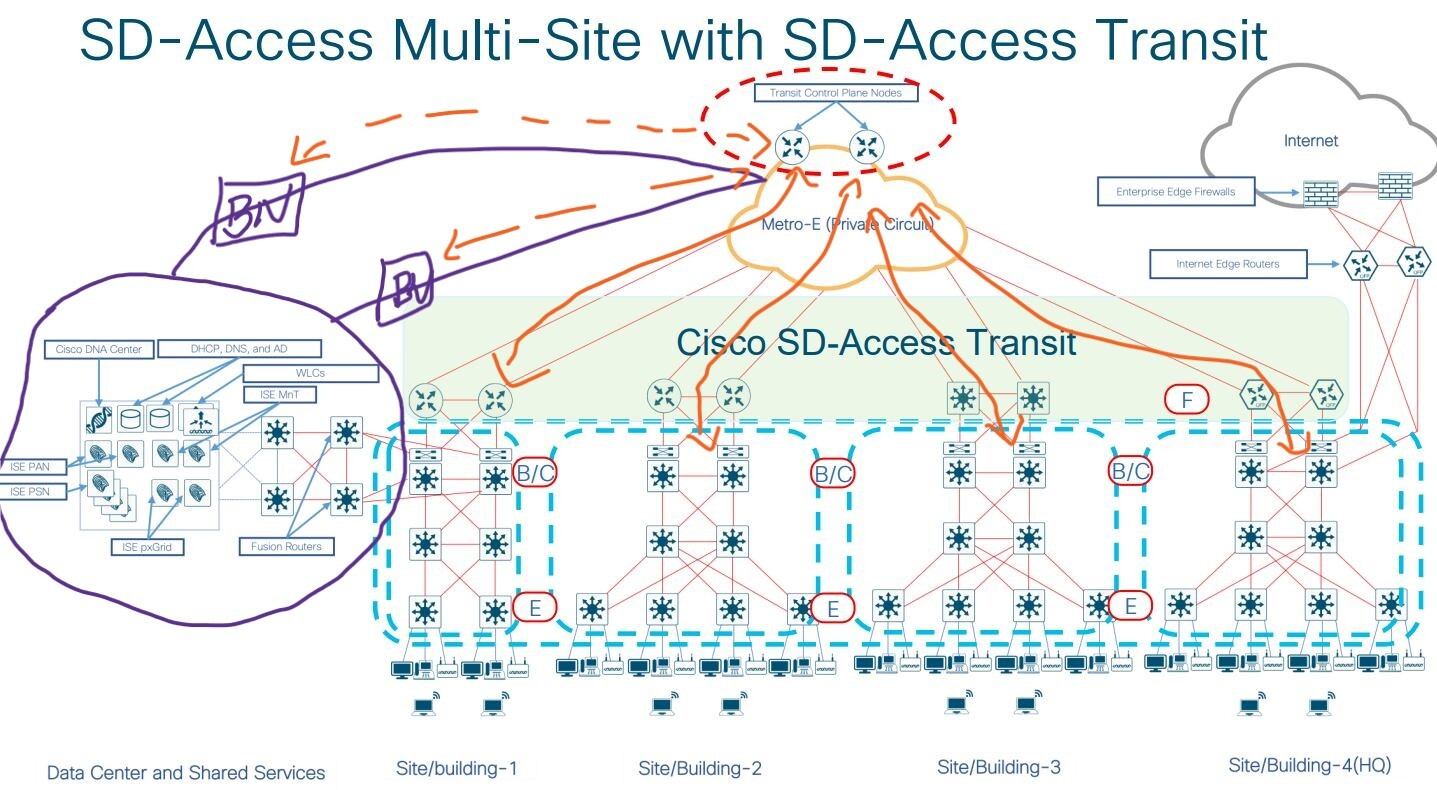 SD-Access Multi-Site with SD-Access Transit
Transit Control Plane Nodes
Internet
Enterprise Edge Firewalls
BN
Metro-E (Private Circuit)
Internet Edge Routers
Cisco SD-Access Transit
Cisco DNA Center
DHCP, DNS, and AD
WLCs
ISE MnT
F
ISE PAN
ISE PSN
B/C
B/C
B/C
ISE pxGrid
Fusion Routers
E
E
E
Data Center and Shared Services
Site/building-1
Site/Building-2
Site/Building-3
Site/Building-4(HQ)